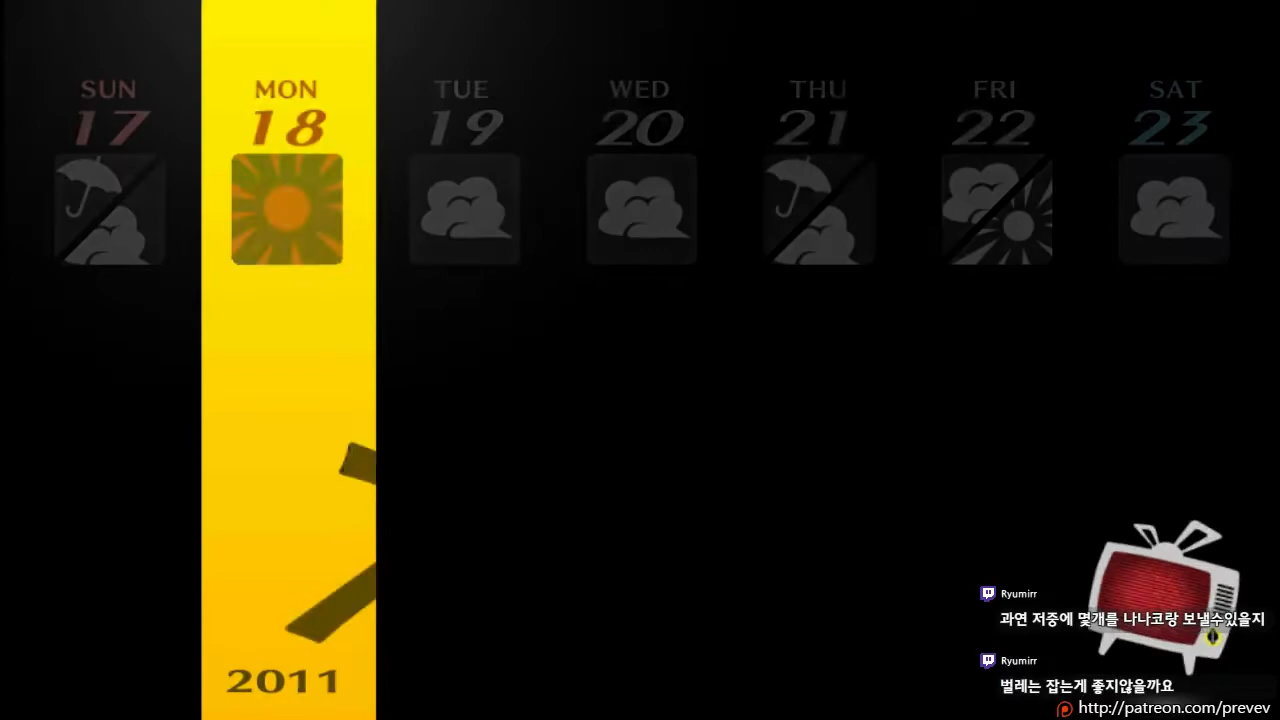 SUN MON TUE WED THU FRI SAT
17 18 19 20 21 22 23
Ryumirr
과연 저중에 몇개를 나나코랑 보낼수있을지
Ryumirr
벌레는 잡는게 좋지않을까요
2011
http://patreon.com/prevev